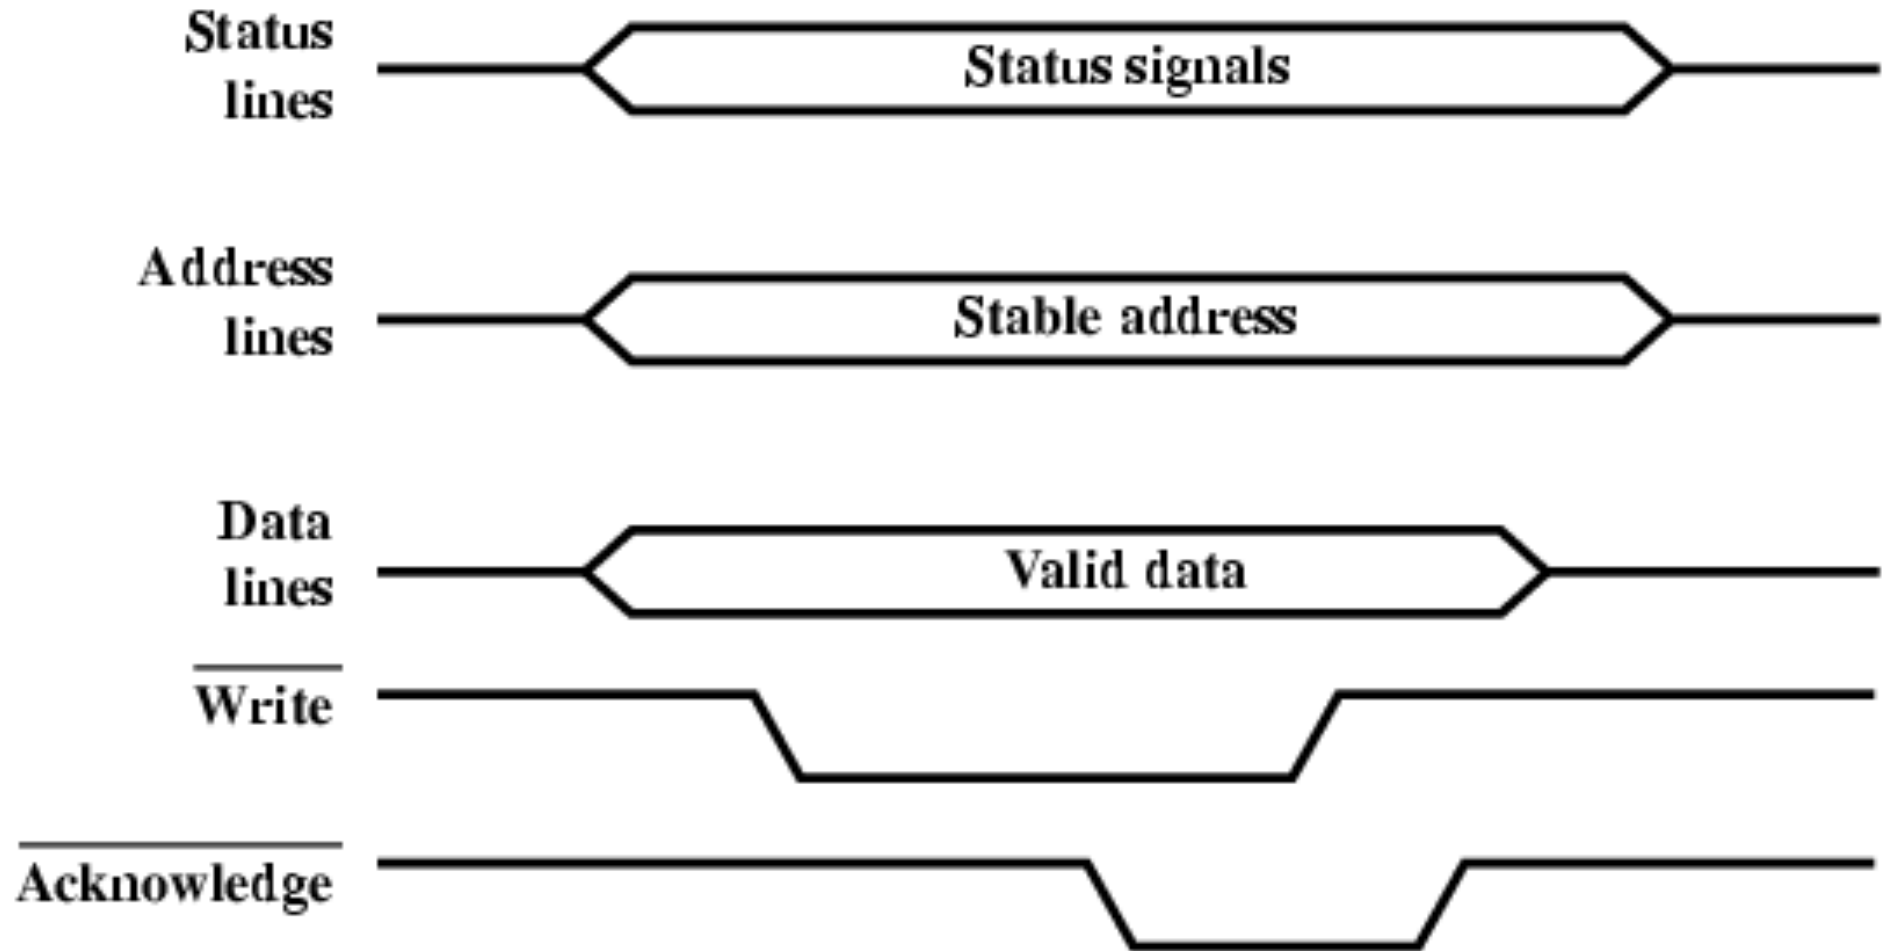 Status
lines
Status signals
Address
lines
Stable address
Data
lines
Valid data
Write
Acknowledge